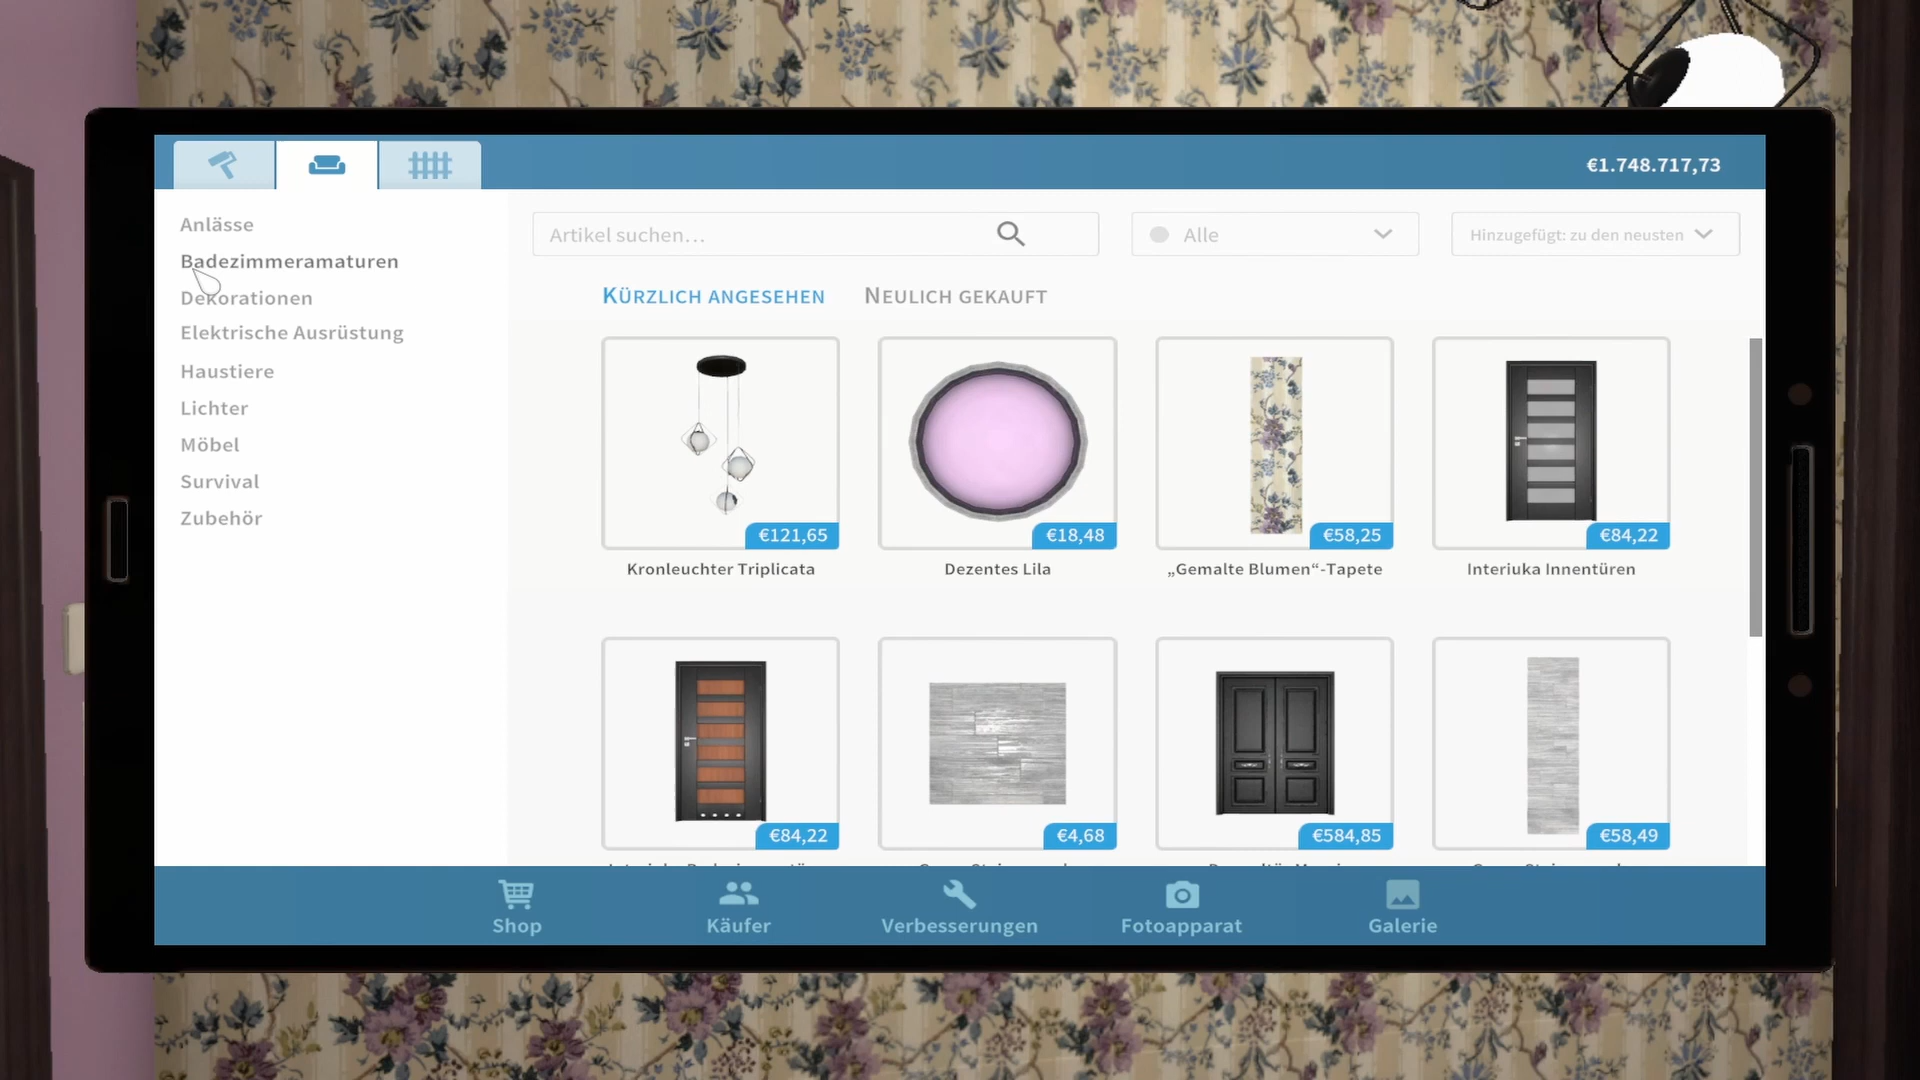 €1.748.717,73
Anlässe
Badezimmeramaturen
Dekorationen
Elektrische Ausrüstung
Haustiere
Lichter
Möbel
Survival
Zubehör
Artikel suchen...
Alle
Hinzugefügt: zu den neusten
KÜRZLICH ANGESEHEN
NEULICH GEKAUFT
€121,65
€18,48
€58,25
€84,22
Kronleuchter Triplicata
Dezentes Lila
„Gemalte Blumen“-Tapete
Interiuka Innentüren
€84,22
€4,68
€584,85
€58,49
Shop
Käufer
Verbesserungen
Fotoapparat
Galerie